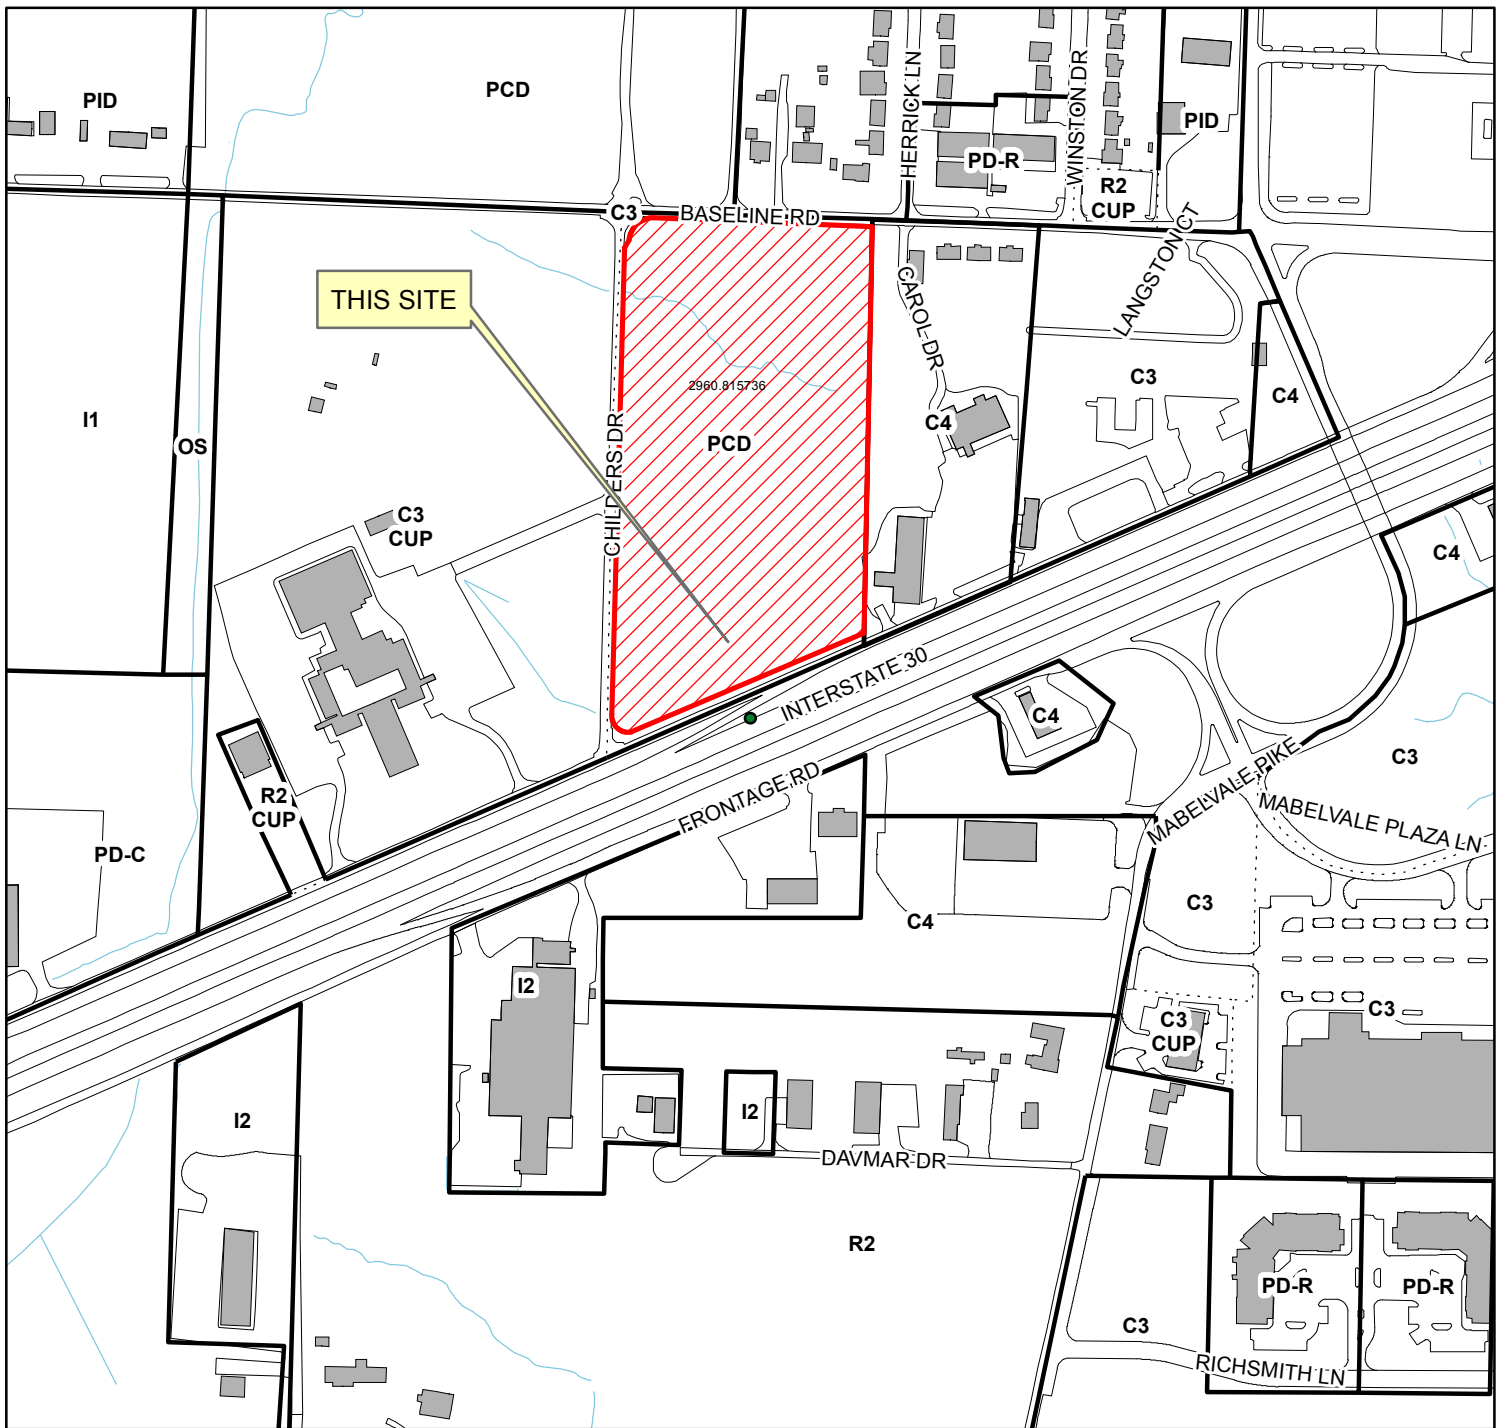 PID
PCD
HERRICK LN
WINSTON DR
PID
PD-R
R2
CUP
C3
BASELINE RD
LANGSTON CT
CAROL DR
THIS SITE
2960.815736
C3
C4
I1
OS
CHILDERS DR
PCD
C4
C3
CUP
C4
INTERSTATE 30
C4
C3
FRONTAGE RD
MABELVALE PIKE
MABELVALE PLAZA LN
R2
CUP
PD-C
C3
C4
I2
C3
C3
CUP
I2
I2
DAVMAR DR
R2
PD-R
PD-R
C3
RICHSMITH LN